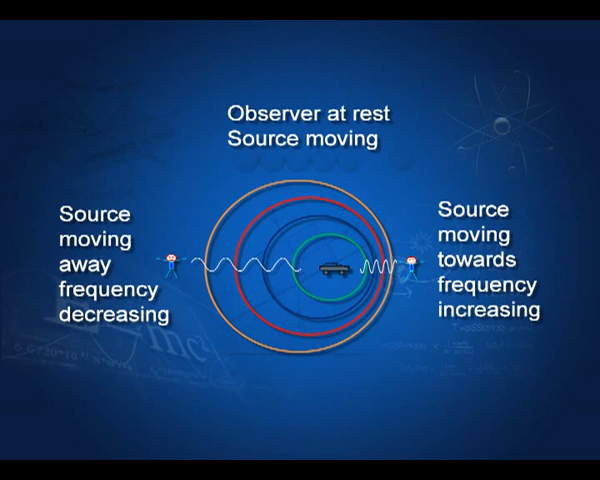 Observer at rest
Source moving
Source
moving
away
frequency
decreasing
Source
moving
towards
frequency
increasing